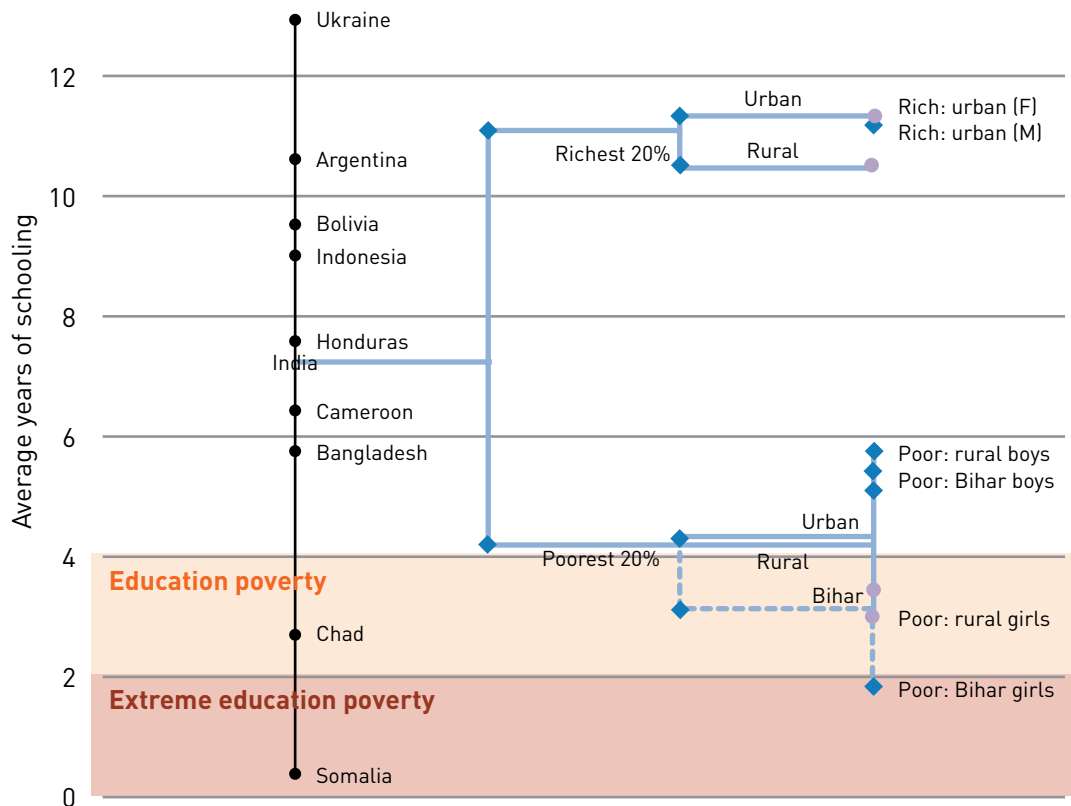 Average years of schooling
12
10
8
6
4
2
0
Ukraine
Argentina
Bolivia
Indonesia
Honduras
India
Cameroon
Bangladesh
Chad
Somalia
Richest 20%
Urban
Rural
Rich: urban (F)
Rich: urban (M)
Poorest 20%
Urban
Rural
Bihar
Poor: rural boys
Poor: Bihar boys
Poor: rural girls
Poor: Bihar girls
Education poverty
Extreme education poverty